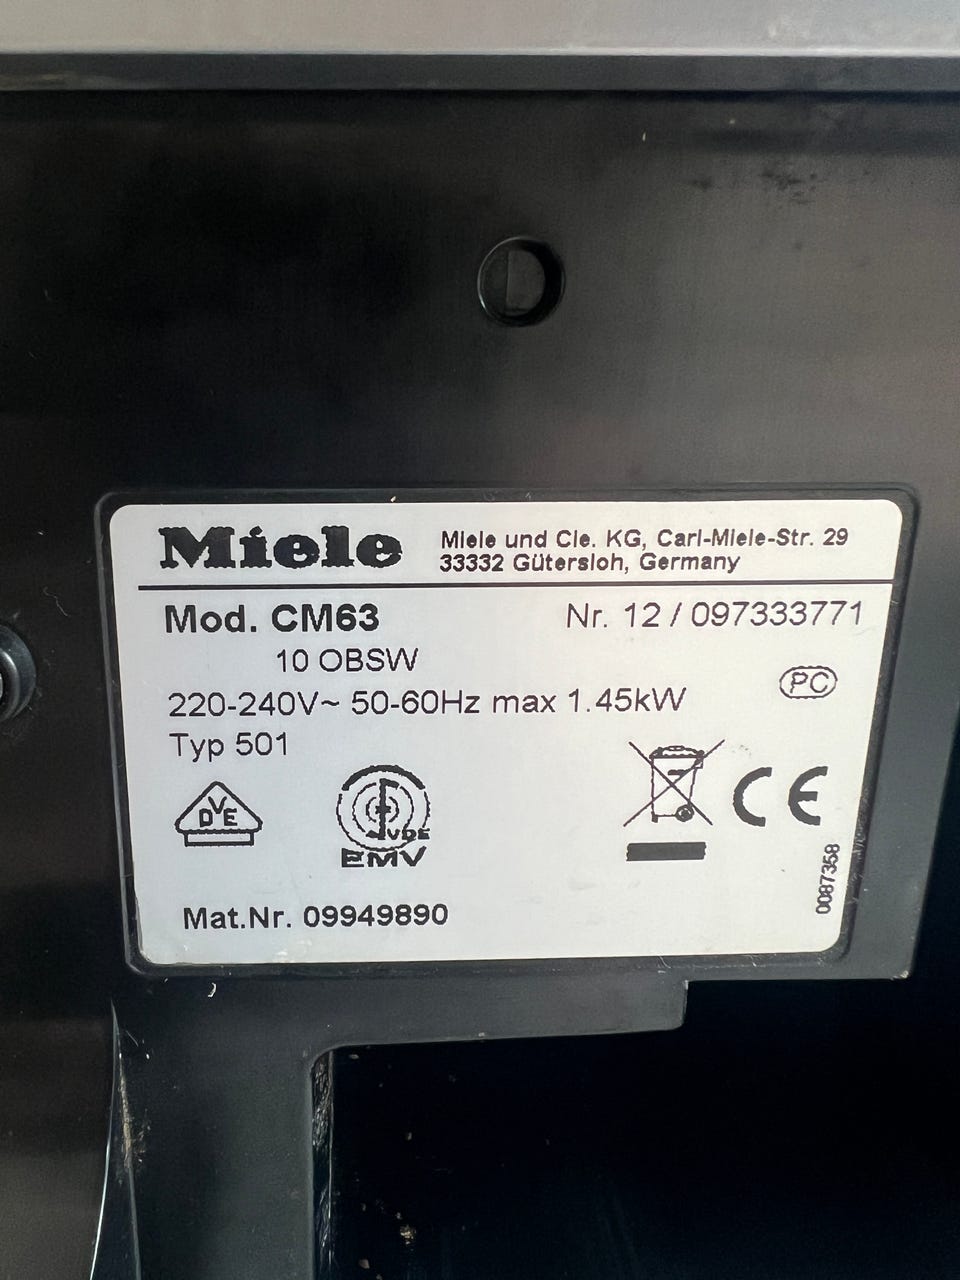 Miele
Miele und Cie. KG, Carl-Miele-Str. 29
33332 Gütersloh, Germany
Mod. CM63
Nr. 12 / 097333771
10 OBSW
220-240V~ 50-60Hz max 1.45kW
PC
Typ 501
DVE
VDE
EMV
CE
Mat.Nr. 09949890
0087358